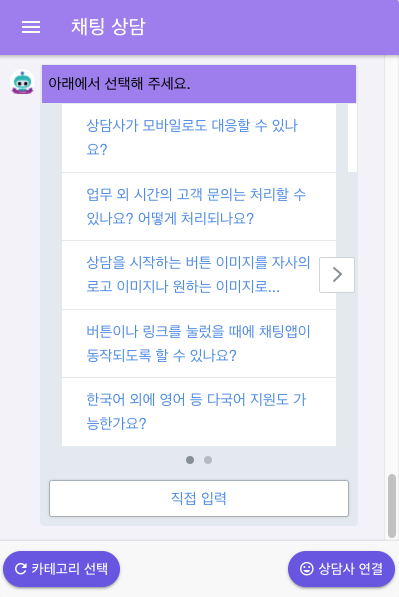 채팅 상담
아래에서 선택해 주세요.
상담사가 모바일로도 대응할 수 있나
요?
업무 외 시간의 고객 문의는 처리할 수
있나요? 어떻게 처리되나요?
상담을 시작하는 버튼 이미지를 자사의
로고 이미지나 원하는 이미지로...
버튼이나 링크를 눌렀을 때에 채팅앱이
동작되도록 할 수 있나요?
한국어 외에 영어 등 다국어 지원도 가
능한가요?
직접 입력
카테고리 선택
상담사 연결